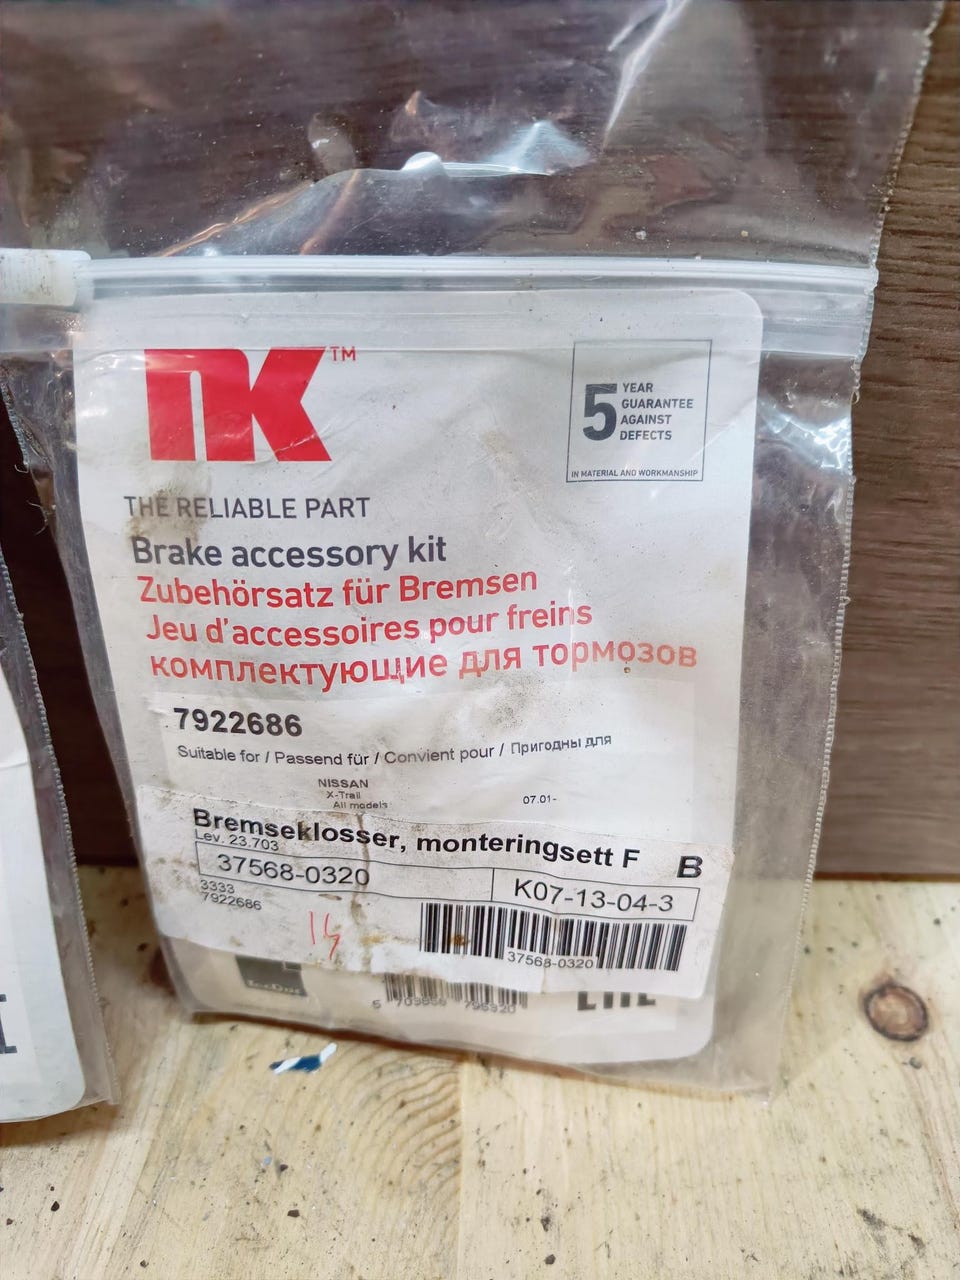 NK™
5 YEAR
GUARANTEE
AGAINST
DEFECTS
IN MATERIAL AND WORKMANSHIP
THE RELIABLE PART
Brake accessory kit
Zubehörsatz für Bremsen
Jeu d'accessoires pour freins
комплектующие для тормозов
7922686
Suitable for / Passend für / Convient pour / Пригодны для
NISSAN
X-Trail
All models 07.01-
Bremseklosser, monteringsett F B
Lev. 23.703
37568-0320 K07-13-04-3
3333
7922686
14
37568-0320